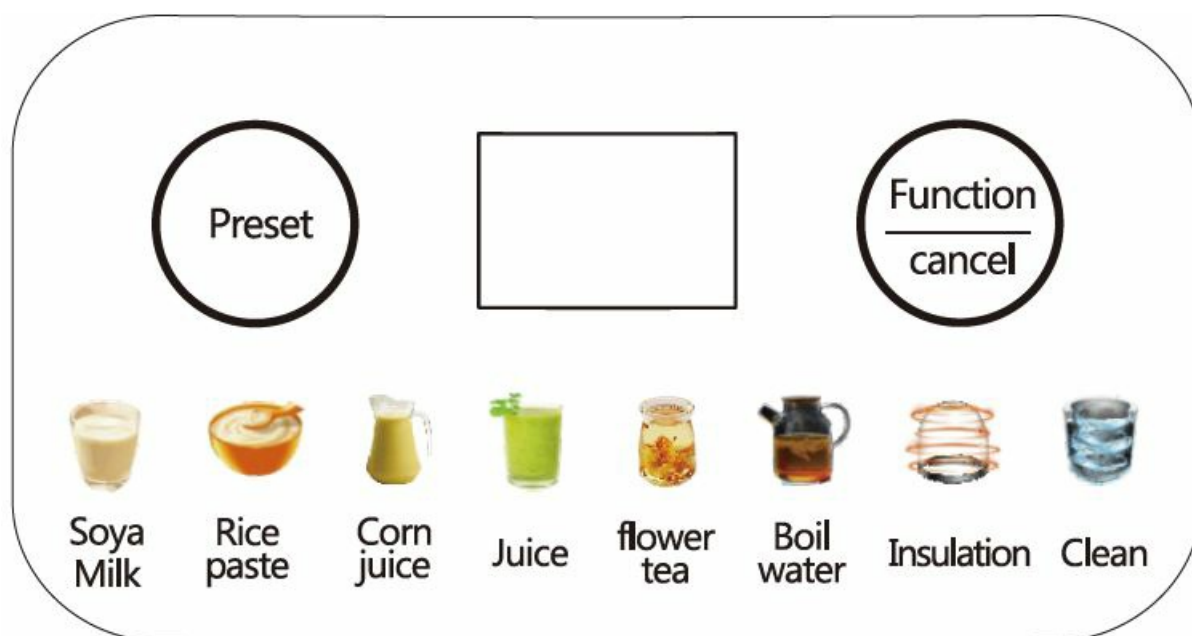 Preset
Function
cancel
Soya
Milk
Rice
paste
Corn
juice
Juice
flower
tea
Boil
water
Insulation
Clean